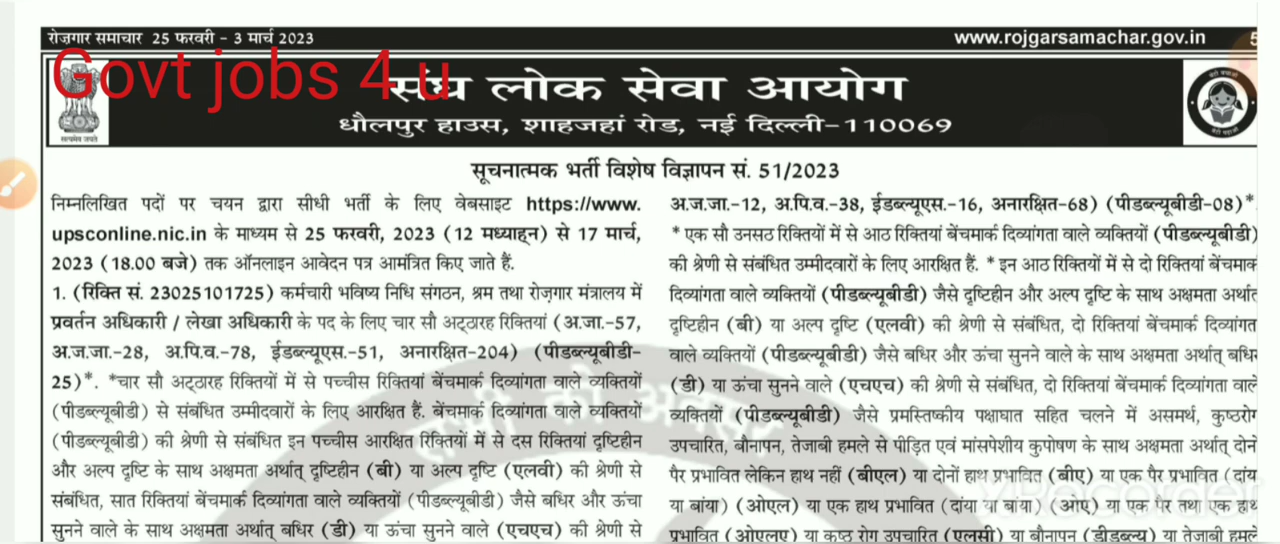 रोज़गार समाचार 25 फरवरी - 3 मार्च 2023
www.rojgarsamachar.gov.in
Govt jobs 4 u
संघ लोक सेवा आयोग
धौलपुर हाउस, शाहजहां रोड, नई दिल्ली-110069
सत्यमेव जयते
सूचनात्मक भर्ती विशेष विज्ञापन सं. 51/2023
निम्नलिखित पदों पर चयन द्वारा सीधी भर्ती के लिए वेबसाइट https://www.
upsconline.nic.in के माध्यम से 25 फरवरी, 2023 (12 मध्याह्न) से 17 मार्च,
2023 (18.00 बजे) तक ऑनलाइन आवेदन पत्र आमंत्रित किए जाते हैं.
1. (रिक्ति सं. 23025101725) कर्मचारी भविष्य निधि संगठन, श्रम तथा रोज़गार मंत्रालय में
प्रवर्तन अधिकारी / लेखा अधिकारी के पद के लिए चार सौ अट्ठारह रिक्तियां (अ.जा.-57,
अ.ज.जा.-28, अ.पि.व.-78, ईडब्ल्यूएस.-51, अनारक्षित-204) (पीडब्ल्यूबीडी-
25)*. *चार सौ अट्ठारह रिक्तियों में से पच्चीस रिक्तियां बेंचमार्क दिव्यांगता वाले व्यक्तियों
(पीडब्ल्यूबीडी) से संबंधित उम्मीदवारों के लिए आरक्षित हैं. बेंचमार्क दिव्यांगता वाले व्यक्तियों
(पीडब्ल्यूबीडी) की श्रेणी से संबंधित इन पच्चीस आरक्षित रिक्तियों में से दस रिक्तियां दृष्टिहीन
और अल्प दृष्टि के साथ अक्षमता अर्थात् दृष्टिहीन (बी) या अल्प दृष्टि (एलवी) की श्रेणी से
संबंधित, सात रिक्तियां बेंचमार्क दिव्यांगता वाले व्यक्तियों (पीडब्ल्यूबीडी) जैसे बधिर और ऊंचा
सुनने वाले के साथ अक्षमता अर्थात् बधिर (डी) या ऊंचा सुनने वाले (एचएच) की श्रेणी से
अ.ज.जा.-12, अ.पि.व.-38, ईडब्ल्यूएस.-16, अनारक्षित-68) (पीडब्ल्यूबीडी-08)*
* एक सौ उनसठ रिक्तियों में से आठ रिक्तियां बेंचमार्क दिव्यांगता वाले व्यक्तियों (पीडब्ल्यूबीडी)
की श्रेणी से संबंधित उम्मीदवारों के लिए आरक्षित हैं. * इन आठ रिक्तियों में से दो रिक्तियां बेंचमार्क
दिव्यांगता वाले व्यक्तियों (पीडब्ल्यूबीडी) जैसे दृष्टिहीन और अल्प दृष्टि के साथ अक्षमता अर्थात
दृष्टिहीन (बी) या अल्प दृष्टि (एलवी) की श्रेणी से संबंधित, दो रिक्तियां बेंचमार्क दिव्यांगत
वाले व्यक्तियों (पीडब्ल्यूबीडी) जैसे बधिर और ऊंचा सुनने वाले के साथ अक्षमता अर्थात् बधिर
(डी) या ऊंचा सुनने वाले (एचएच) की श्रेणी से संबंधित, दो रिक्तियां बेंचमार्क दिव्यांगता वाले
व्यक्तियों (पीडब्ल्यूबीडी) जैसे प्रमस्तिष्कीय पक्षाघात सहित चलने में असमर्थ, कुष्ठरोग
उपचारित, बौनापन, तेजाबी हमले से पीड़ित एवं मांसपेशीय कुपोषण के साथ अक्षमता अर्थात् दोनों
पैर प्रभावित लेकिन हाथ नहीं (बीएल) या दोनों हाथ प्रभावित (बीए) या एक पैर प्रभावित (दांया
या बांया) (ओएल) या एक हाथ प्रभावित (दांया या बांया) (ओए) या एक पैर तथा एक हाथ
प्रभावित (ओएलए) या कुष्ठ रोग उपचारित (एलसी) या बौनापन (डीडब्ल्यू) या तेजाबी हमले
XRecorder